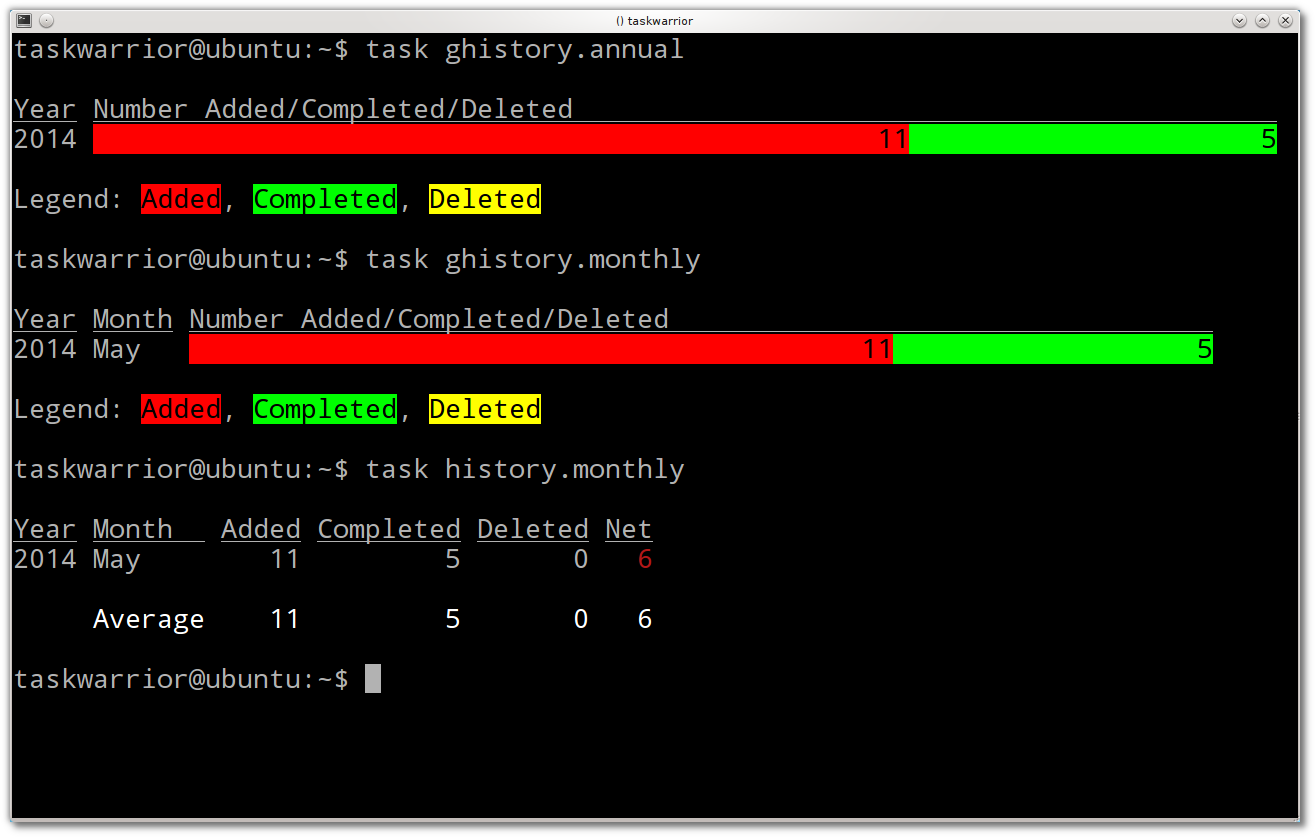 () taskwarrior
taskwarrior@ubuntu:~$ task ghistory.annual
Year Number Added/Completed/Deleted
2014 11 5
Legend: Added, Completed, Deleted
taskwarrior@ubuntu:~$ task ghistory.monthly
Year Month Number Added/Completed/Deleted
2014 May 11 5
Legend: Added, Completed, Deleted
taskwarrior@ubuntu:~$ task history.monthly
Year Month Added Completed Deleted Net
2014 May 11 5 0 6
Average 11 5 0 6
taskwarrior@ubuntu:~$